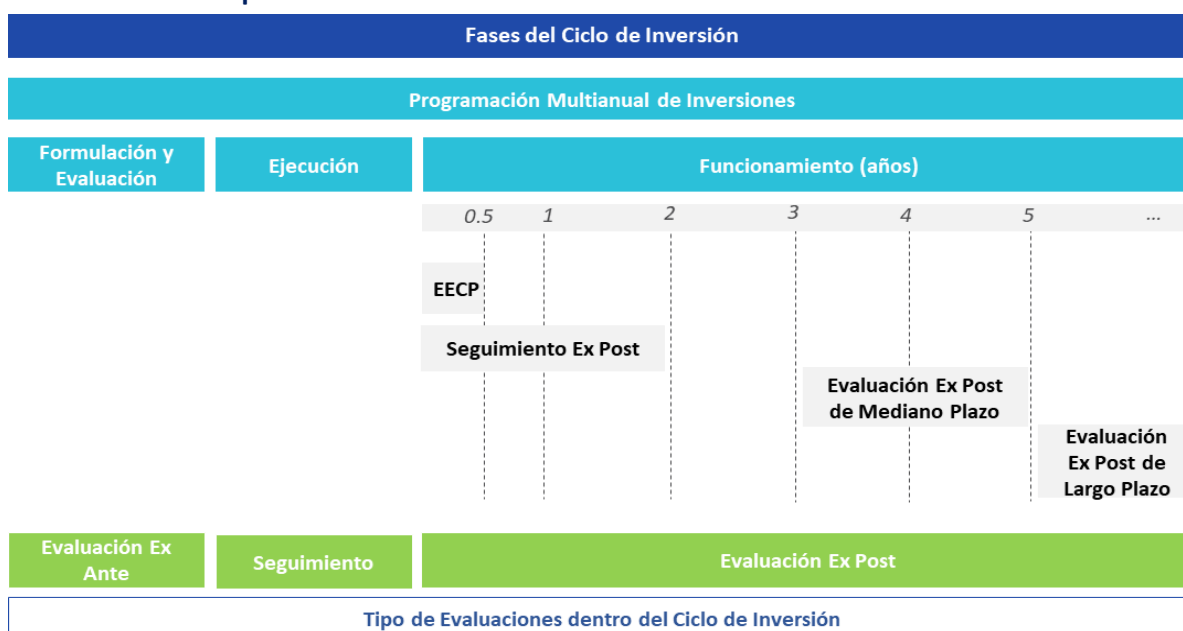 Fases del Ciclo de Inversión
Programación Multianual de Inversiones
Formulación y
Evaluación
Ejecución
Funcionamiento (años)
0.5 1 2 3 4 5 ...
EECP
Seguimiento Ex Post
Evaluación Ex Post
de Mediano Plazo
Evaluación
Ex Post de
Largo Plazo
Evaluación Ex
Ante
Seguimiento
Evaluación Ex Post
Tipo de Evaluaciones dentro del Ciclo de Inversión